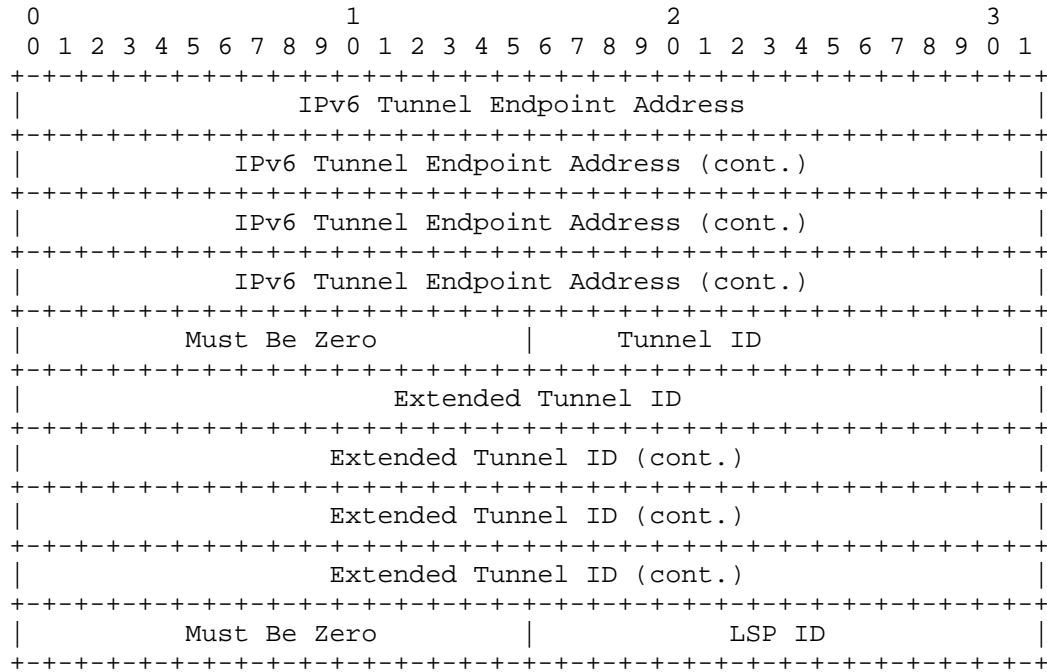 0                   1                   2                   3
 0 1 2 3 4 5 6 7 8 9 0 1 2 3 4 5 6 7 8 9 0 1 2 3 4 5 6 7 8 9 0 1
+-+-+-+-+-+-+-+-+-+-+-+-+-+-+-+-+-+-+-+-+-+-+-+-+-+-+-+-+-+-+-+-+
|                 IPv6 Tunnel Endpoint Address                  |
+-+-+-+-+-+-+-+-+-+-+-+-+-+-+-+-+-+-+-+-+-+-+-+-+-+-+-+-+-+-+-+-+
|             IPv6 Tunnel Endpoint Address (cont.)              |
+-+-+-+-+-+-+-+-+-+-+-+-+-+-+-+-+-+-+-+-+-+-+-+-+-+-+-+-+-+-+-+-+
|             IPv6 Tunnel Endpoint Address (cont.)              |
+-+-+-+-+-+-+-+-+-+-+-+-+-+-+-+-+-+-+-+-+-+-+-+-+-+-+-+-+-+-+-+-+
|             IPv6 Tunnel Endpoint Address (cont.)              |
+-+-+-+-+-+-+-+-+-+-+-+-+-+-+-+-+-+-+-+-+-+-+-+-+-+-+-+-+-+-+-+-+
|          Must Be Zero         |     Tunnel ID                 |
+-+-+-+-+-+-+-+-+-+-+-+-+-+-+-+-+-+-+-+-+-+-+-+-+-+-+-+-+-+-+-+-+
|                       Extended Tunnel ID                      |
+-+-+-+-+-+-+-+-+-+-+-+-+-+-+-+-+-+-+-+-+-+-+-+-+-+-+-+-+-+-+-+-+
|                   Extended Tunnel ID (cont.)                  |
+-+-+-+-+-+-+-+-+-+-+-+-+-+-+-+-+-+-+-+-+-+-+-+-+-+-+-+-+-+-+-+-+
|                   Extended Tunnel ID (cont.)                  |
+-+-+-+-+-+-+-+-+-+-+-+-+-+-+-+-+-+-+-+-+-+-+-+-+-+-+-+-+-+-+-+-+
|                   Extended Tunnel ID (cont.)                  |
+-+-+-+-+-+-+-+-+-+-+-+-+-+-+-+-+-+-+-+-+-+-+-+-+-+-+-+-+-+-+-+-+
|          Must Be Zero         |            LSP ID             |
+-+-+-+-+-+-+-+-+-+-+-+-+-+-+-+-+-+-+-+-+-+-+-+-+-+-+-+-+-+-+-+-+